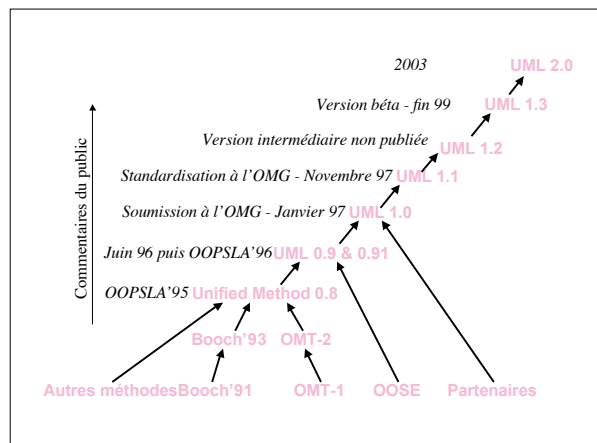 2003 UML 2.0
Version béta - fin 99 UML 1.3
Version intermédiaire non publiée UML 1.2
Standardisation à l'OMG - Novembre 97 UML 1.1
Soumission à l'OMG - Janvier 97 UML 1.0
Juin 96 puis OOPSLA'96 UML 0.9 & 0.91
OOPSLA'95 Unified Method 0.8
Booch'93 OMT-2
Autres méthodes Booch'91 OMT-1 OOSE Partenaires
Commentaires du public